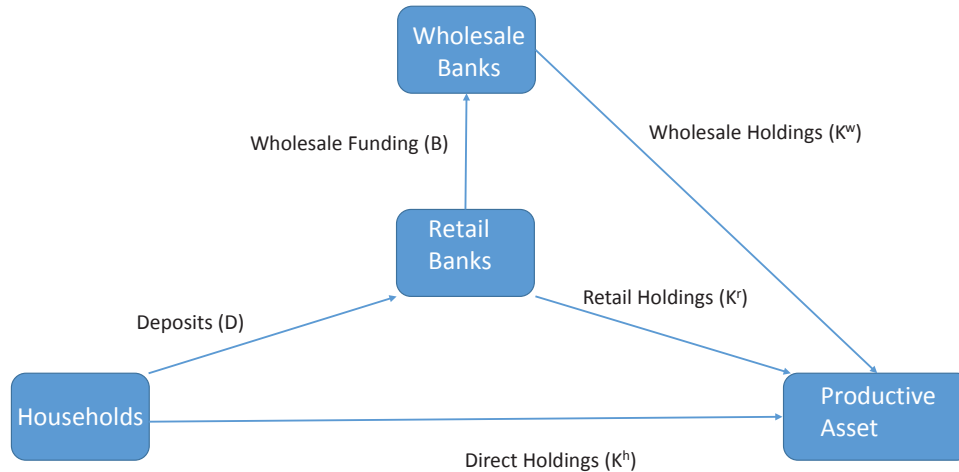 Wholesale
Banks
Wholesale Funding (B)
Wholesale Holdings (Kʷ)
Retail
Banks
Retail Holdings (Kʳ)
Deposits (D)
Households
Productive
Asset
Direct Holdings (Kʰ)